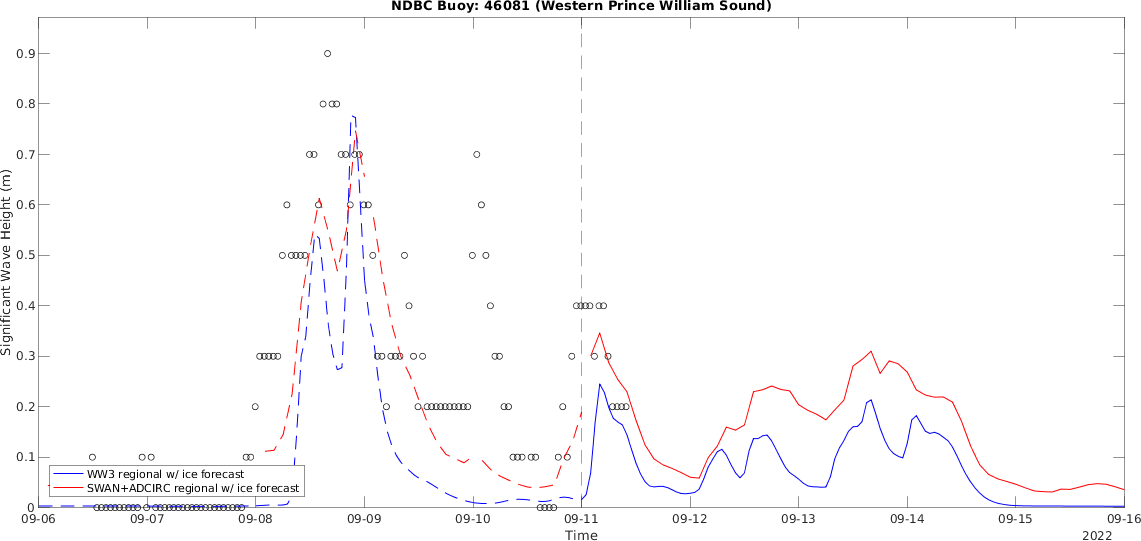 NDBC Buoy: 46081 (Western Prince William Sound)
Significant Wave Height (m)
0.9
0.8
0.7
0.6
0.5
0.4
0.3
0.2
0.1
0
WW3 regional w/ ice forecast
SWAN+ADCIRC regional w/ ice forecast
09-06 09-07 09-08 09-09 09-10 09-11 09-12 09-13 09-14 09-15 09-16
Time
2022